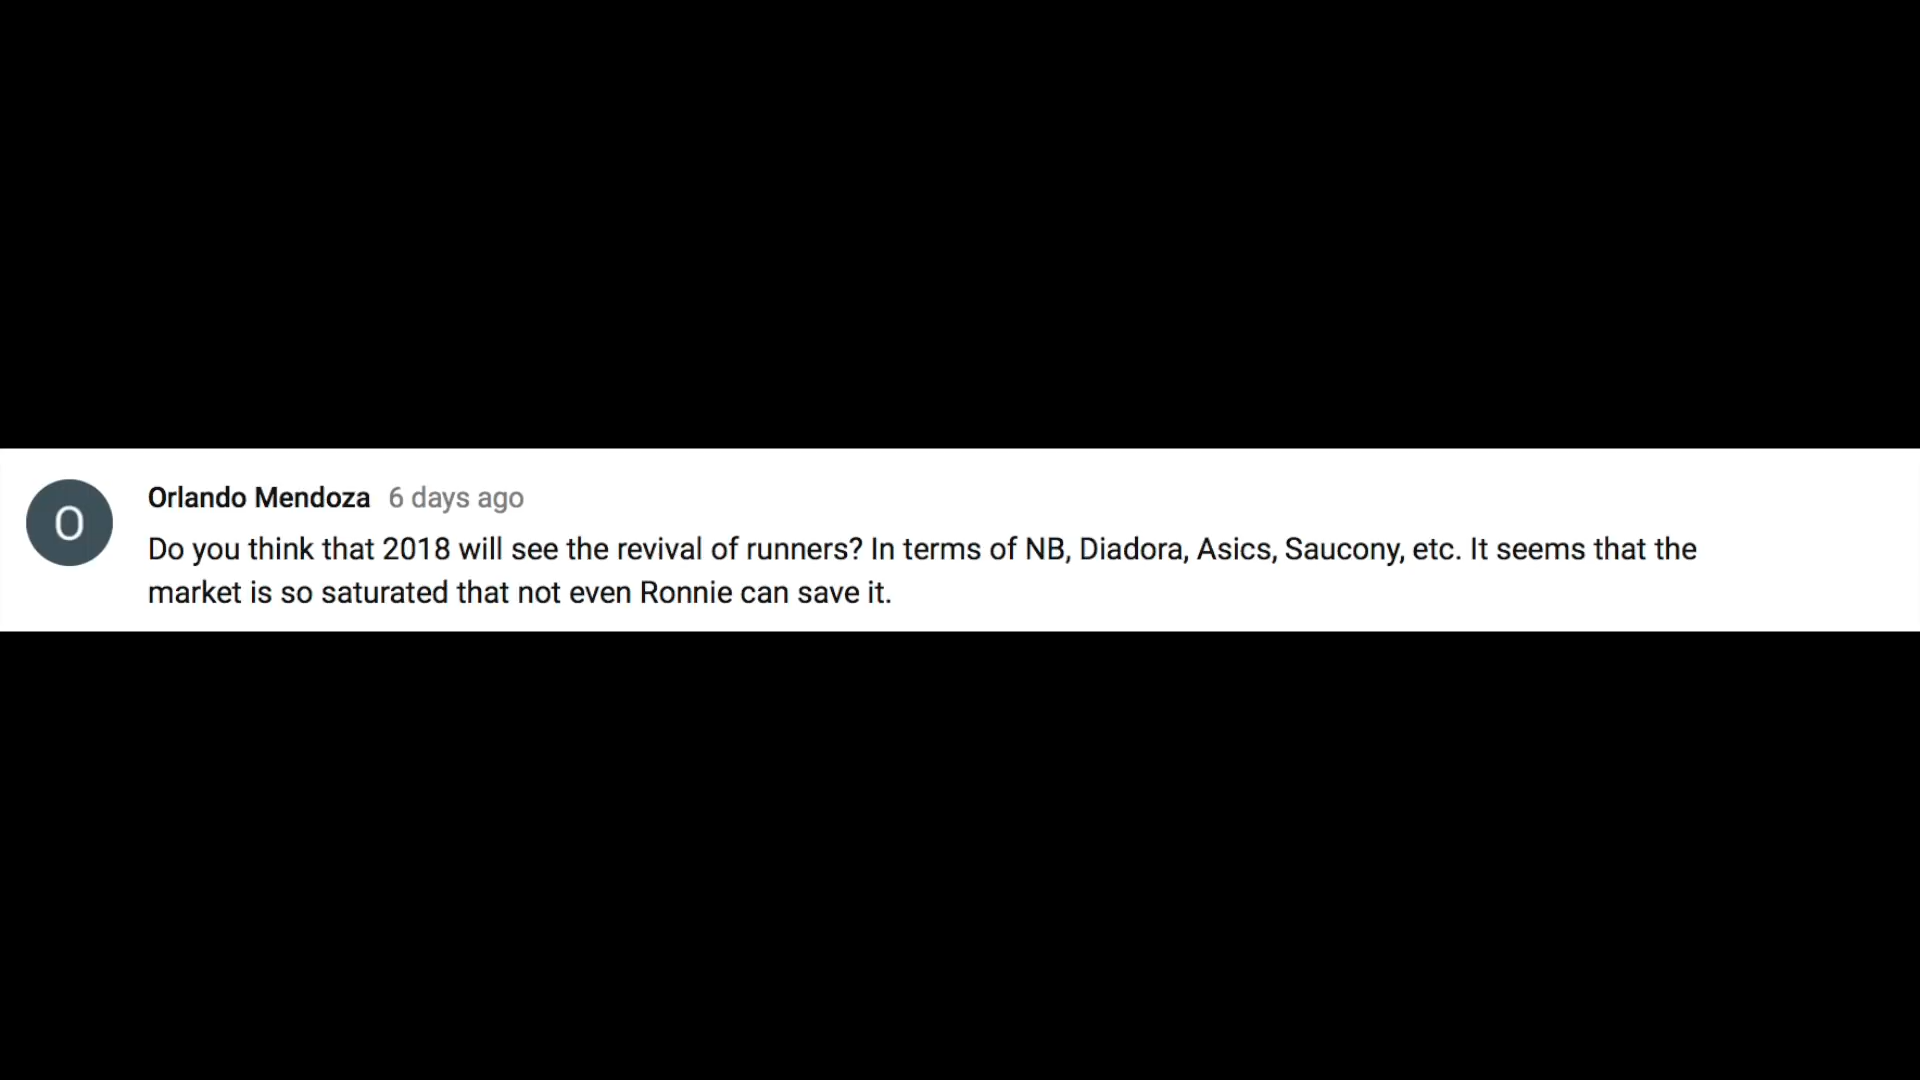 O
Orlando Mendoza 6 days ago
Do you think that 2018 will see the revival of runners? In terms of NB, Diadora, Asics, Saucony, etc. It seems that the
market is so saturated that not even Ronnie can save it.